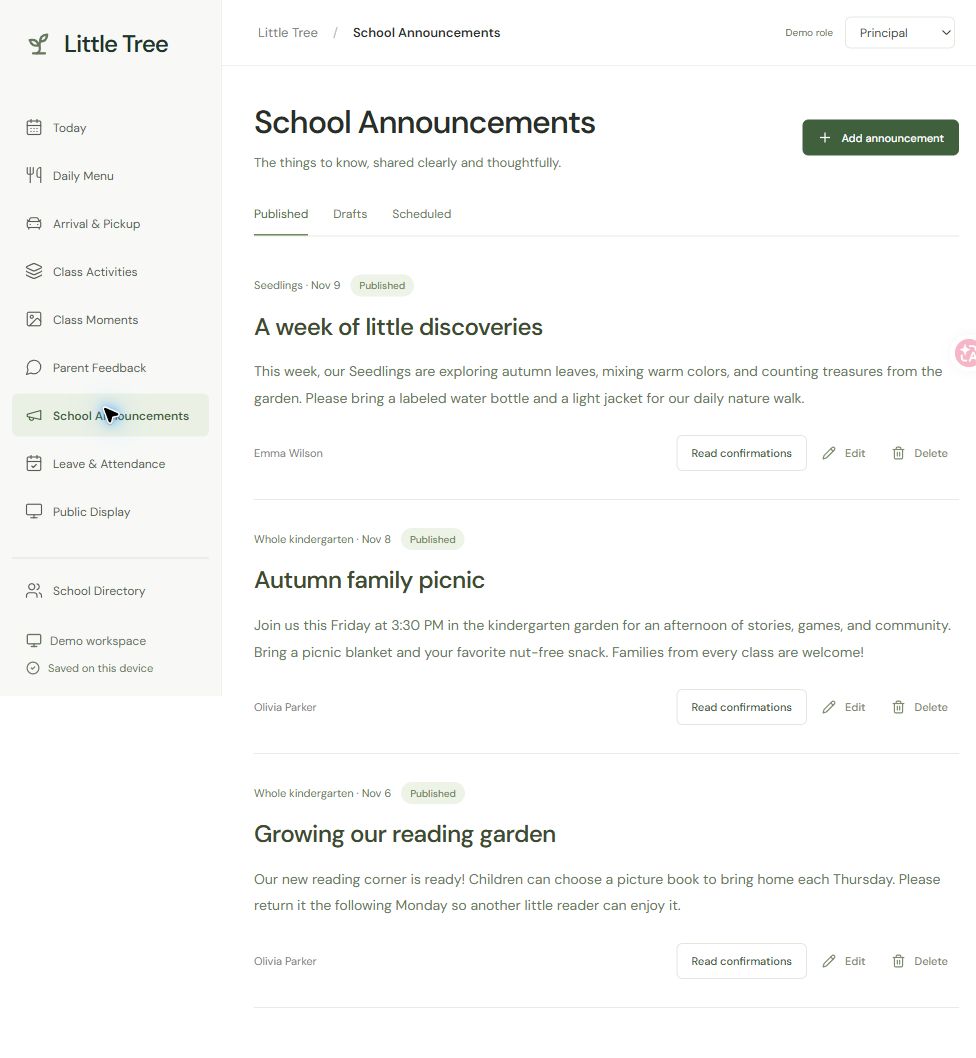 Little Tree
Today
Daily Menu
Arrival & Pickup
Class Activities
Class Moments
Parent Feedback
School Announcements
Leave & Attendance
Public Display
School Directory
Demo workspace
Saved on this device
Little Tree / School Announcements
Demo role
Principal
School Announcements
The things to know, shared clearly and thoughtfully.
+ Add announcement
Published
Drafts
Scheduled
Seedlings · Nov 9
Published
A week of little discoveries
This week, our Seedlings are exploring autumn leaves, mixing warm colors, and counting treasures from the
garden. Please bring a labeled water bottle and a light jacket for our daily nature walk.
Emma Wilson
Read confirmations
Edit
Delete
Whole kindergarten · Nov 8
Published
Autumn family picnic
Join us this Friday at 3:30 PM in the kindergarten garden for an afternoon of stories, games, and community.
Bring a picnic blanket and your favorite nut-free snack. Families from every class are welcome!
Olivia Parker
Read confirmations
Edit
Delete
Whole kindergarten · Nov 6
Published
Growing our reading garden
Our new reading corner is ready! Children can choose a picture book to bring home each Thursday. Please
return it the following Monday so another little reader can enjoy it.
Olivia Parker
Read confirmations
Edit
Delete